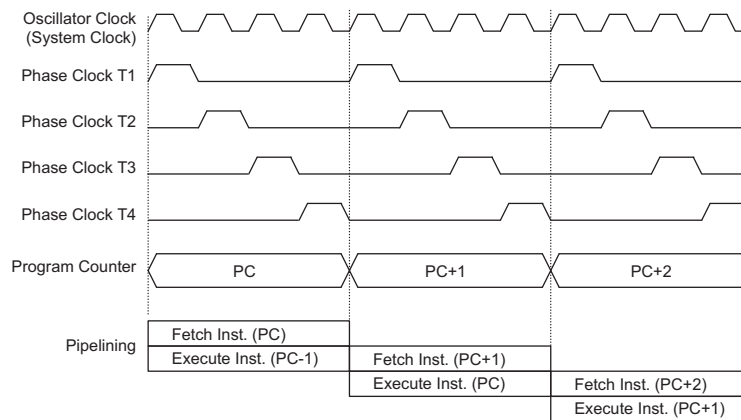 Oscillator Clock
(System Clock)
Phase Clock T1
Phase Clock T2
Phase Clock T3
Phase Clock T4
Program Counter
PC
PC+1
PC+2
Pipelining
Fetch Inst. (PC)
Execute Inst. (PC-1)
Fetch Inst. (PC+1)
Execute Inst. (PC)
Fetch Inst. (PC+2)
Execute Inst. (PC+1)